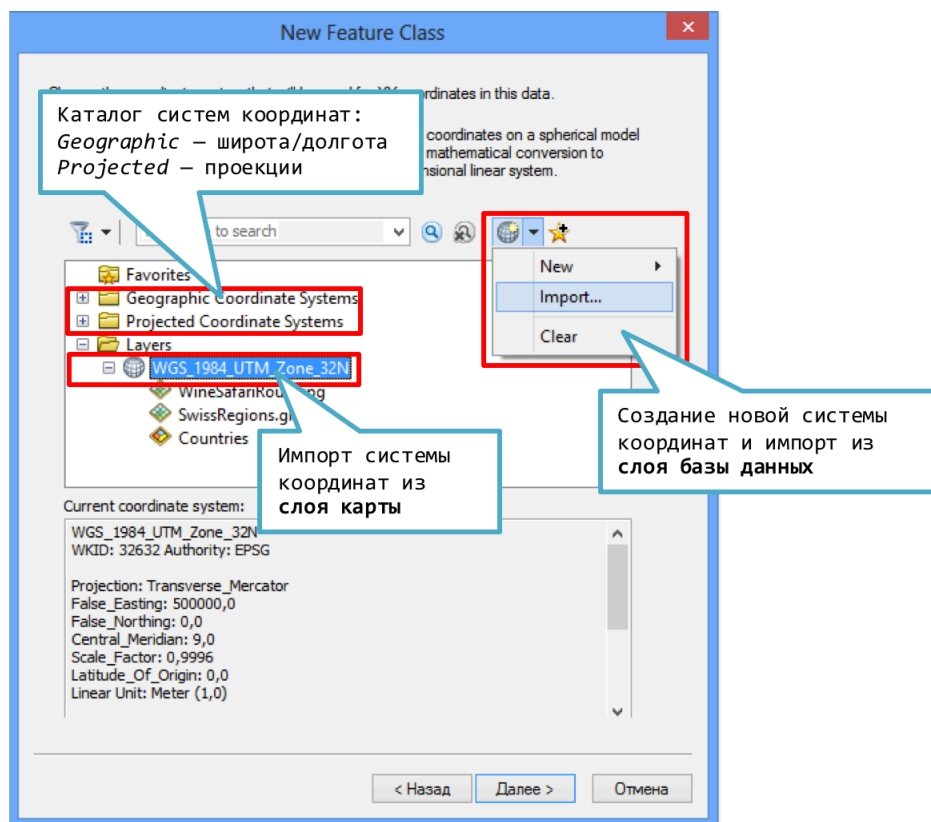 New Feature Class
ordinates in this data.
Каталог систем координат:
Geographic — широта/долгота
Projected — проекции
coordinates on a spherical model
mathematical conversion to
nsional linear system.
to search
New
Import...
Clear
Favorites
Geographic Coordinate Systems
Projected Coordinate Systems
Layers
WGS_1984_UTM_Zone_32N
WineSafariRou
SwissRegions.gi
Countries
Импорт системы
координат из
слоя карты
Создание новой системы
координат и импорт из
слоя базы данных
Current coordinate system:
WGS_1984_UTM_Zone_32N
WKID: 32632 Authority: EPSG
Projection: Transverse_Mercator
False_Easting: 500000,0
False_Northing: 0,0
Central_Meridian: 9,0
Scale_Factor: 0,9996
Latitude_Of_Origin: 0,0
Linear Unit: Meter (1,0)
< Назад
Далее >
Отмена